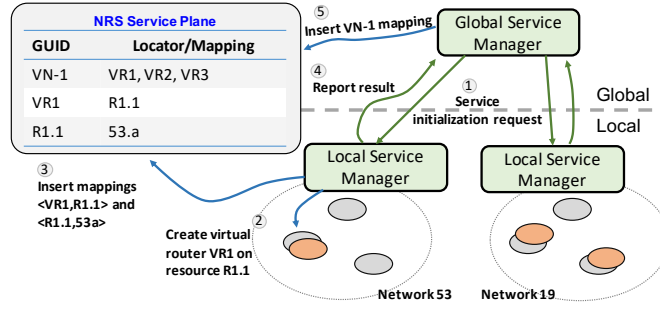 NRS Service Plane
GUID Locator/Mapping
VN-1 VR1, VR2, VR3
VR1 R1.1
R1.1 53.a
⑤
Insert VN-1 mapping
Global Service
Manager
④
Report result
①
Service
initialization request
Global
Local
Local Service
Manager
Local Service
Manager
③
Insert mappings
<VR1,R1.1> and
<R1.1,53a>
②
Create virtual
router VR1 on
resource R1.1
Network 53
Network 19